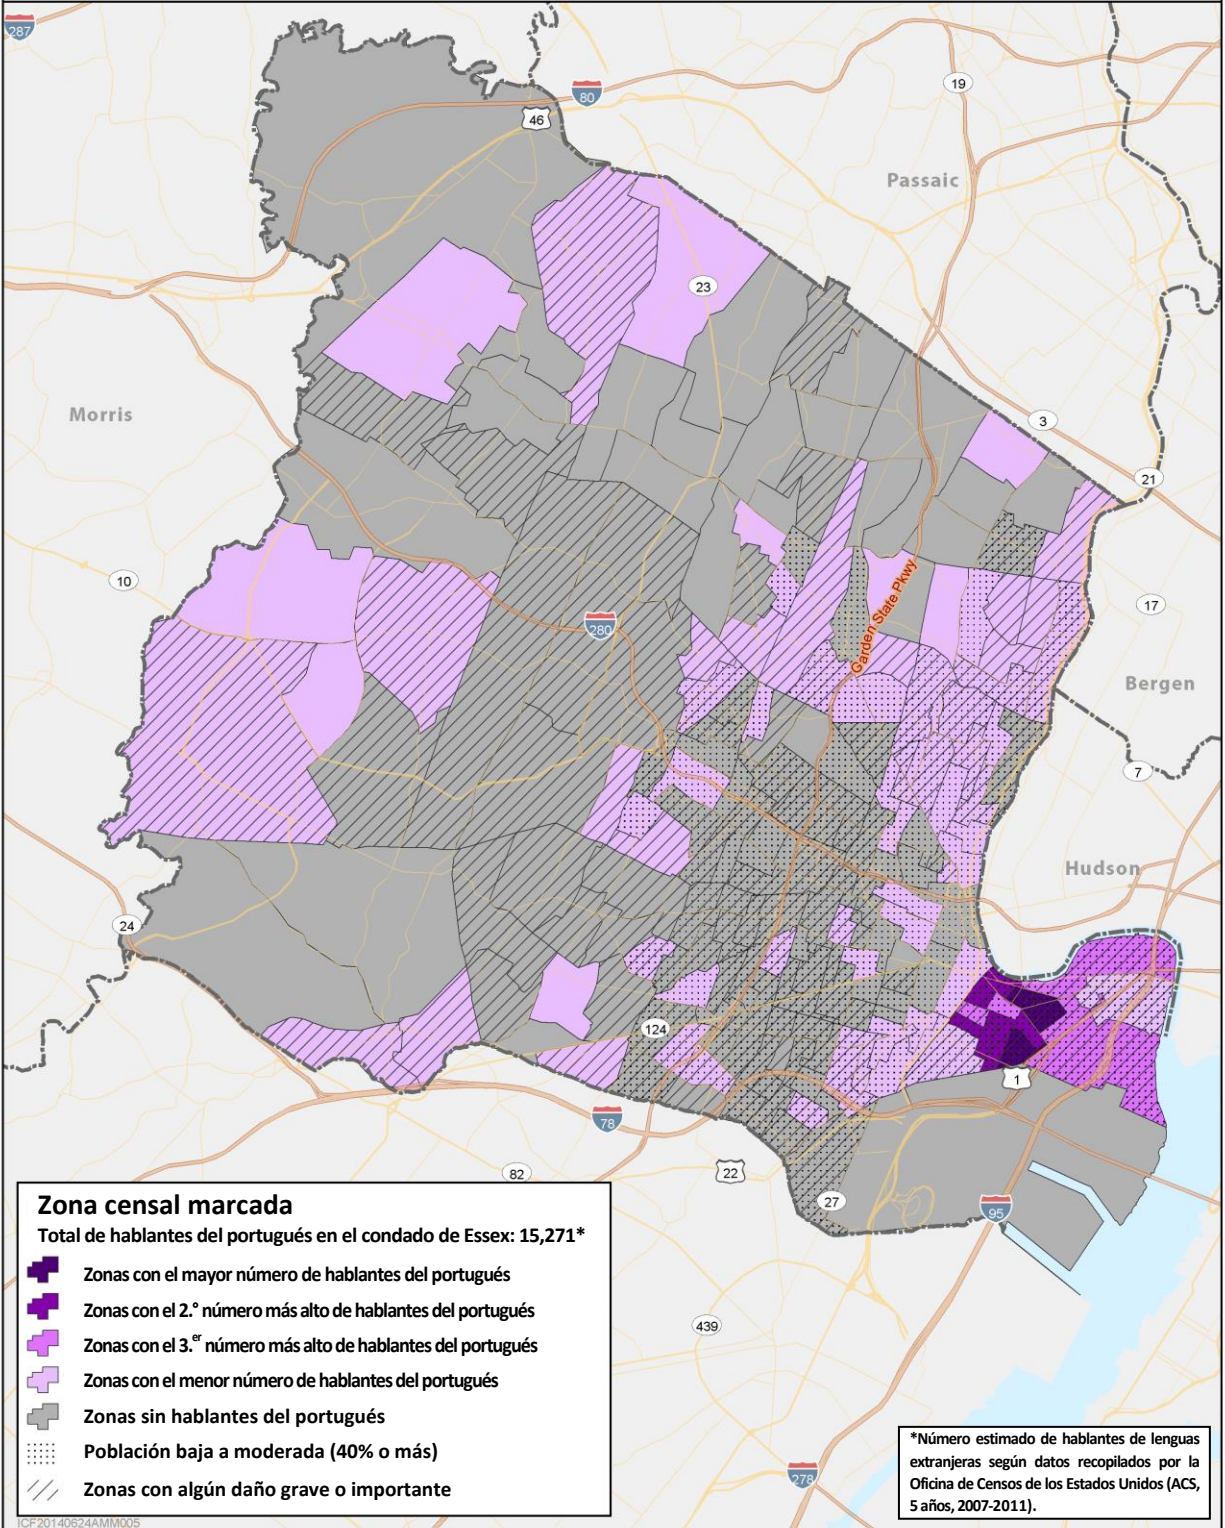 287
80
46
19
Passaic
23
Morris
3
21
10
280
Garden State Pkwy
17
Bergen
7
Hudson
24
124
1
78
82
22
27
95
439
278
Zona censal marcada
Total de hablantes del portugués en el condado de Essex: 15,271*
Zonas con el mayor número de hablantes del portugués
Zonas con el 2.° número más alto de hablantes del portugués
Zonas con el 3.er número más alto de hablantes del portugués
Zonas con el menor número de hablantes del portugués
Zonas sin hablantes del portugués
Población baja a moderada (40% o más)
Zonas con algún daño grave o importante
*Número estimado de hablantes de lenguas
extranjeras según datos recopilados por la
Oficina de Censos de los Estados Unidos (ACS,
5 años, 2007-2011).
ICF20140624AMM005